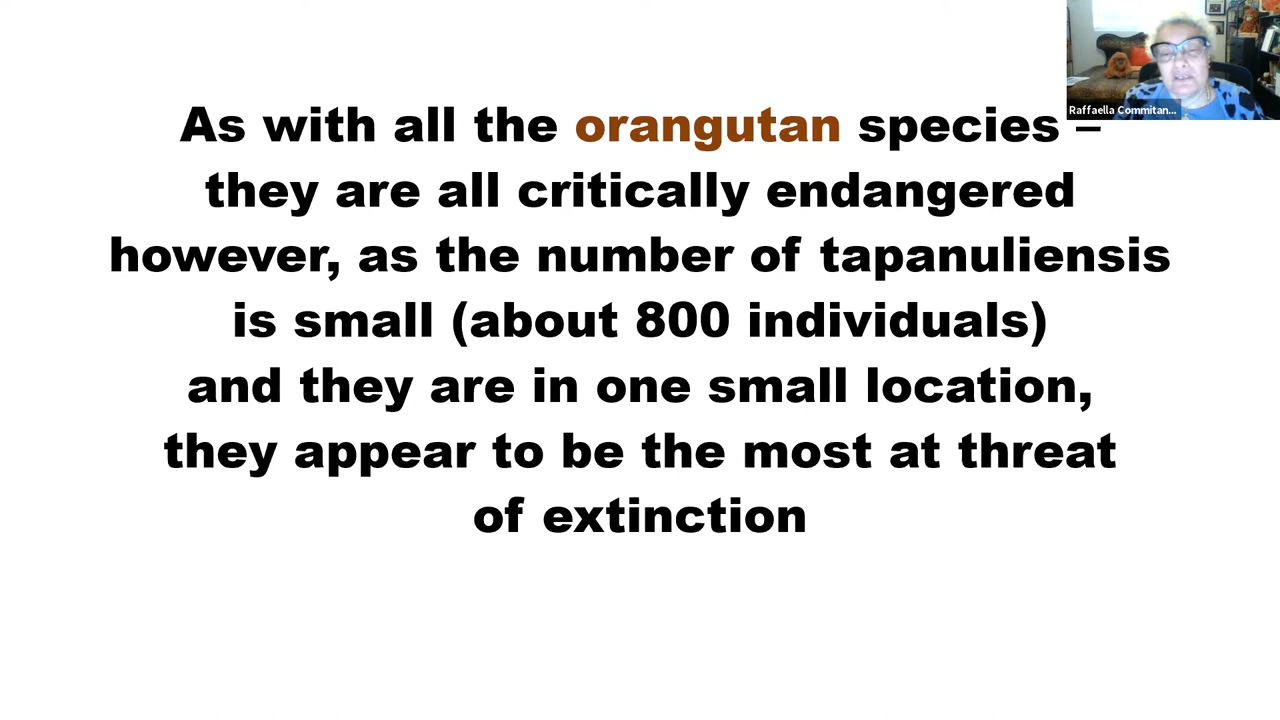 Raffaella Commitan...
As with all the orangutan species –
they are all critically endangered
however, as the number of tapanuliensis
is small (about 800 individuals)
and they are in one small location,
they appear to be the most at threat
of extinction